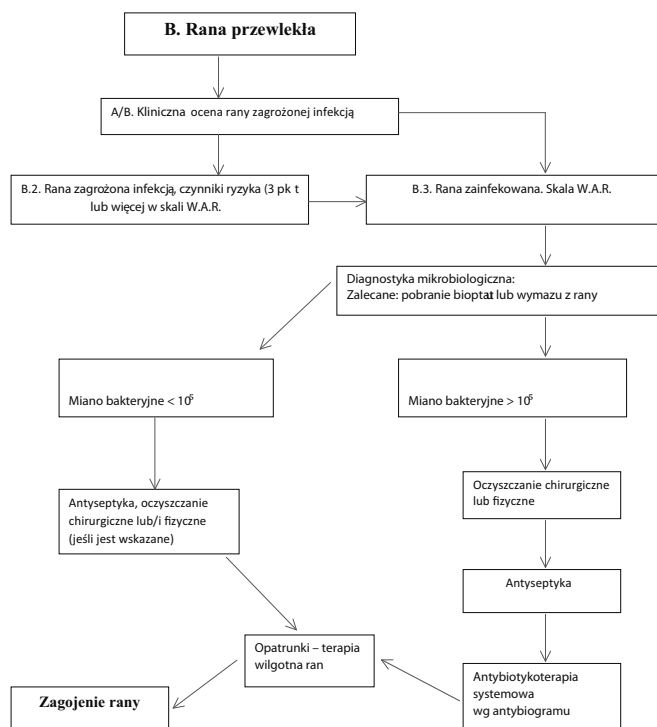 B. Rana przewlekła
A/B. Kliniczna ocena rany zagrożonej infekcją
B.2. Rana zagrożona infekcją, czynniki ryzyka (3 pk t
lub więcej w skali W.A.R.
B.3. Rana zainfekowana. Skala W.A.R.
Diagnostyka mikrobiologiczna:
Zalecane: pobranie bioptatu lub wymazu z rany
Miano bakteryjne < 10⁵
Miano bakteryjne > 10⁵
Antyseptyka, oczyszczanie
chirurgiczne lub/i fizyczne
(jeśli jest wskazane)
Oczyszczanie chirurgiczne
lub fizyczne
Antyseptyka
Opatrunki – terapia
wilgotna ran
Antybiotykoterapia
systemowa
wg antybiogramu
Zagojenie rany